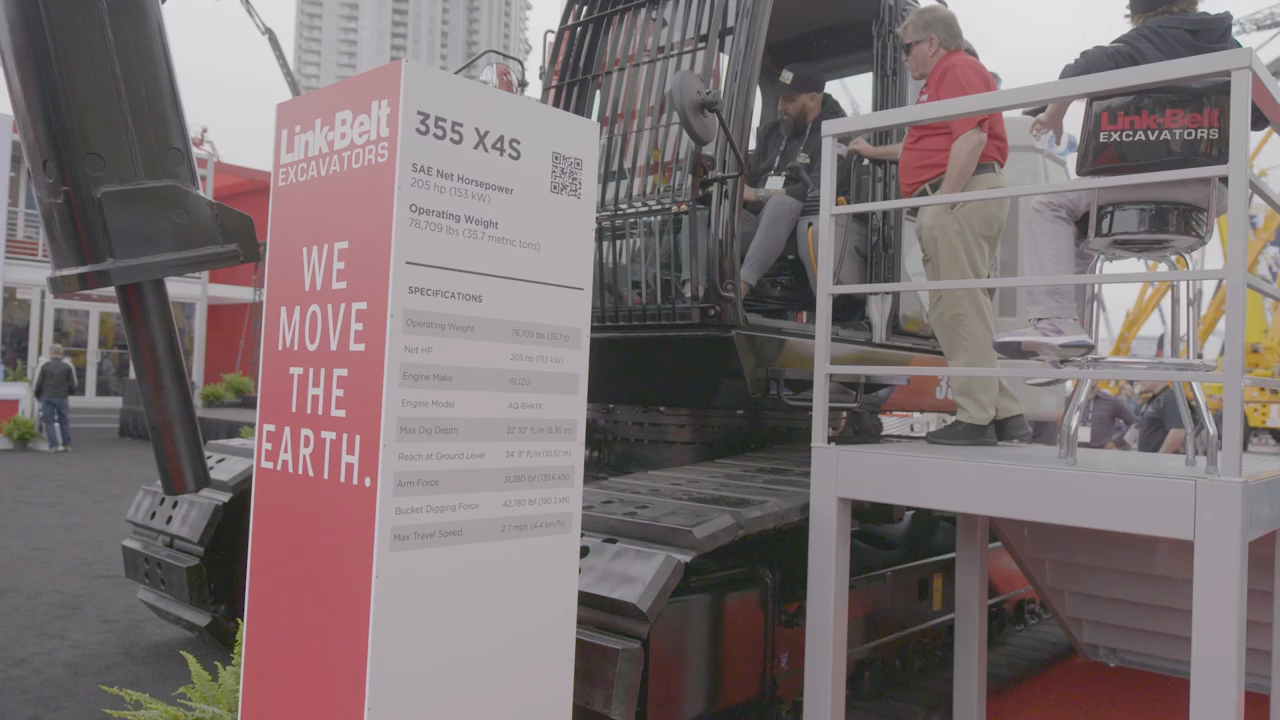 Link-Belt
EXCAVATORS
WE
MOVE
THE
EARTH.
355 X4S
SAE Net Horsepower
205 hp (153 kW)
Operating Weight
78,709 lbs (35.7 metric tons)
SPECIFICATIONS
Operating Weight 78,709 lbs (35.7 t)
Net HP 205 hp (153 kW)
Engine Make ISUZU
Engine Model AQ-6HK1X
Max Dig Depth 22' 10" ft/in (6.95 m)
Reach at Ground Level 34' 8" ft/in (10.57 m)
Arm Force 31,280 lbf (139.6 kN)
Bucket Digging Force 42,780 lbf (190.3 kN)
Max Travel Speed 2.7 mph (4.4 km/h)
Link-Belt
EXCAVATORS